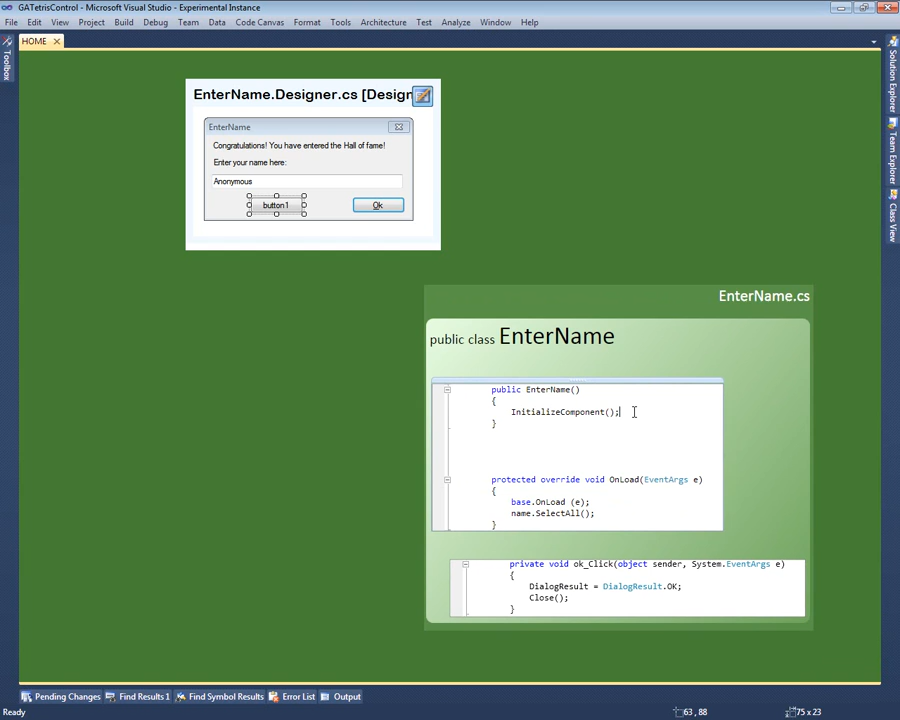 GATetrisControl - Microsoft Visual Studio - Experimental Instance
File Edit View Project Build Debug Team Data Code Canvas Format Tools Architecture Test Analyze Window Help
HOME
Toolbox
Solution Explorer
Team Explorer
Class View
EnterName.Designer.cs [Desig
EnterName
Congratulations! You have entered the Hall of fame!
Enter your name here:
Anonymous
button1
Ok
EnterName.cs
public class EnterName
public EnterName()
{
InitializeComponent();
}
protected override void OnLoad(EventArgs e)
{
base.OnLoad (e);
name.SelectAll();
}
private void ok_Click(object sender, System.EventArgs e)
{
DialogResult = DialogResult.OK;
Close();
}
Pending Changes Find Results 1 Find Symbol Results Error List Output
Ready
63 , 88
75 x 23